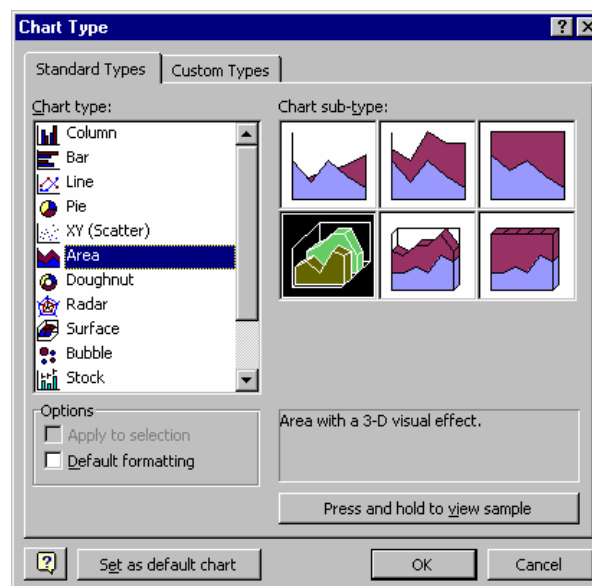 Chart Type
Standard Types
Custom Types
Chart type:
Column
Bar
Line
Pie
XY (Scatter)
Area
Doughnut
Radar
Surface
Bubble
Stock
Chart sub-type:
Options
Apply to selection
Default formatting
Area with a 3-D visual effect.
Press and hold to view sample
Set as default chart
OK
Cancel